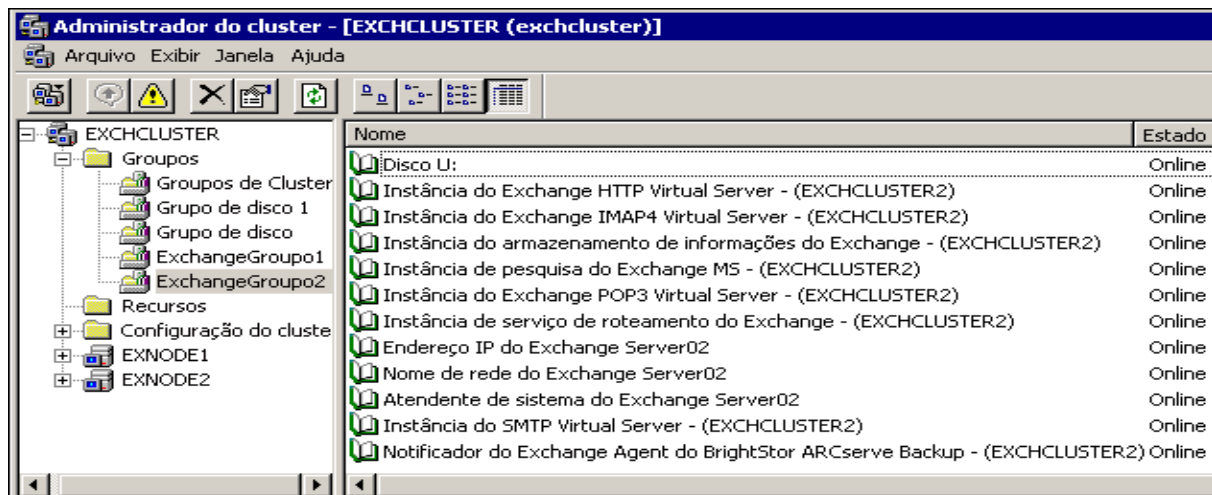 Administrador do cluster - [EXCHCLUSTER (exchcluster)]
Arquivo Exibir Janela Ajuda
EXCHCLUSTER
Groupos
Groupos de Cluster
Grupo de disco 1
Grupo de disco
ExchangeGroupo1
ExchangeGroupo2
Recursos
Configuração do cluste
EXNODE1
EXNODE2
Nome Estado
Disco U: Online
Instância do Exchange HTTP Virtual Server - (EXCHCLUSTER2) Online
Instância do Exchange IMAP4 Virtual Server - (EXCHCLUSTER2) Online
Instância do armazenamento de informações do Exchange - (EXCHCLUSTER2) Online
Instância de pesquisa do Exchange MS - (EXCHCLUSTER2) Online
Instância do Exchange POP3 Virtual Server - (EXCHCLUSTER2) Online
Instância de serviço de roteamento do Exchange - (EXCHCLUSTER2) Online
Endereço IP do Exchange Server02 Online
Nome de rede do Exchange Server02 Online
Atendente de sistema do Exchange Server02 Online
Instância do SMTP Virtual Server - (EXCHCLUSTER2) Online
Notificador do Exchange Agent do BrightStor ARCserve Backup - (EXCHCLUSTER2) Online